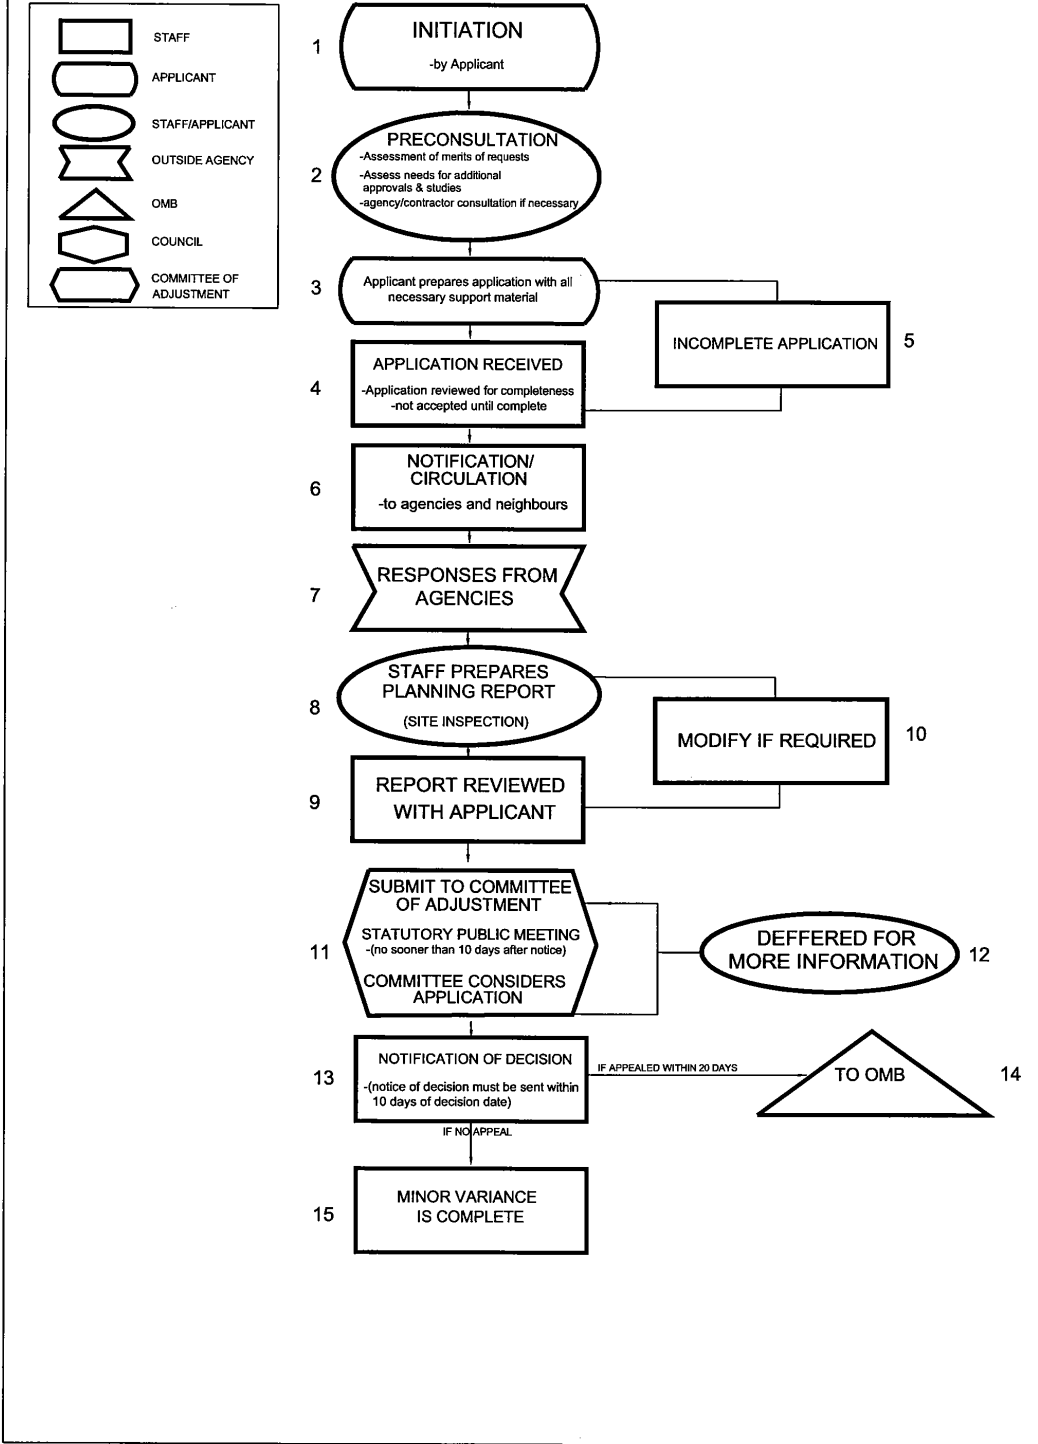 STAFF
APPLICANT
STAFF/APPLICANT
OUTSIDE AGENCY
OMB
COUNCIL
COMMITTEE OF
ADJUSTMENT
1
INITIATION
-by Applicant
2
PRECONSULTATION
-Assessment of merits of requests
-Assess needs for additional
approvals & studies
-agency/contractor consultation if necessary
3
Applicant prepares application with all
necessary support material
4
APPLICATION RECEIVED
-Application reviewed for completeness
-not accepted until complete
INCOMPLETE APPLICATION
5
6
NOTIFICATION/
CIRCULATION
-to agencies and neighbours
7
RESPONSES FROM
AGENCIES
8
STAFF PREPARES
PLANNING REPORT
(SITE INSPECTION)
9
REPORT REVIEWED
WITH APPLICANT
MODIFY IF REQUIRED
10
11
SUBMIT TO COMMITTEE
OF ADJUSTMENT
STATUTORY PUBLIC MEETING
-(no sooner than 10 days after notice)
COMMITTEE CONSIDERS
APPLICATION
DEFFERED FOR
MORE INFORMATION
12
13
NOTIFICATION OF DECISION
-(notice of decision must be sent within
10 days of decision date)
IF APPEALED WITHIN 20 DAYS
TO OMB
14
IF NO APPEAL
15
MINOR VARIANCE
IS COMPLETE